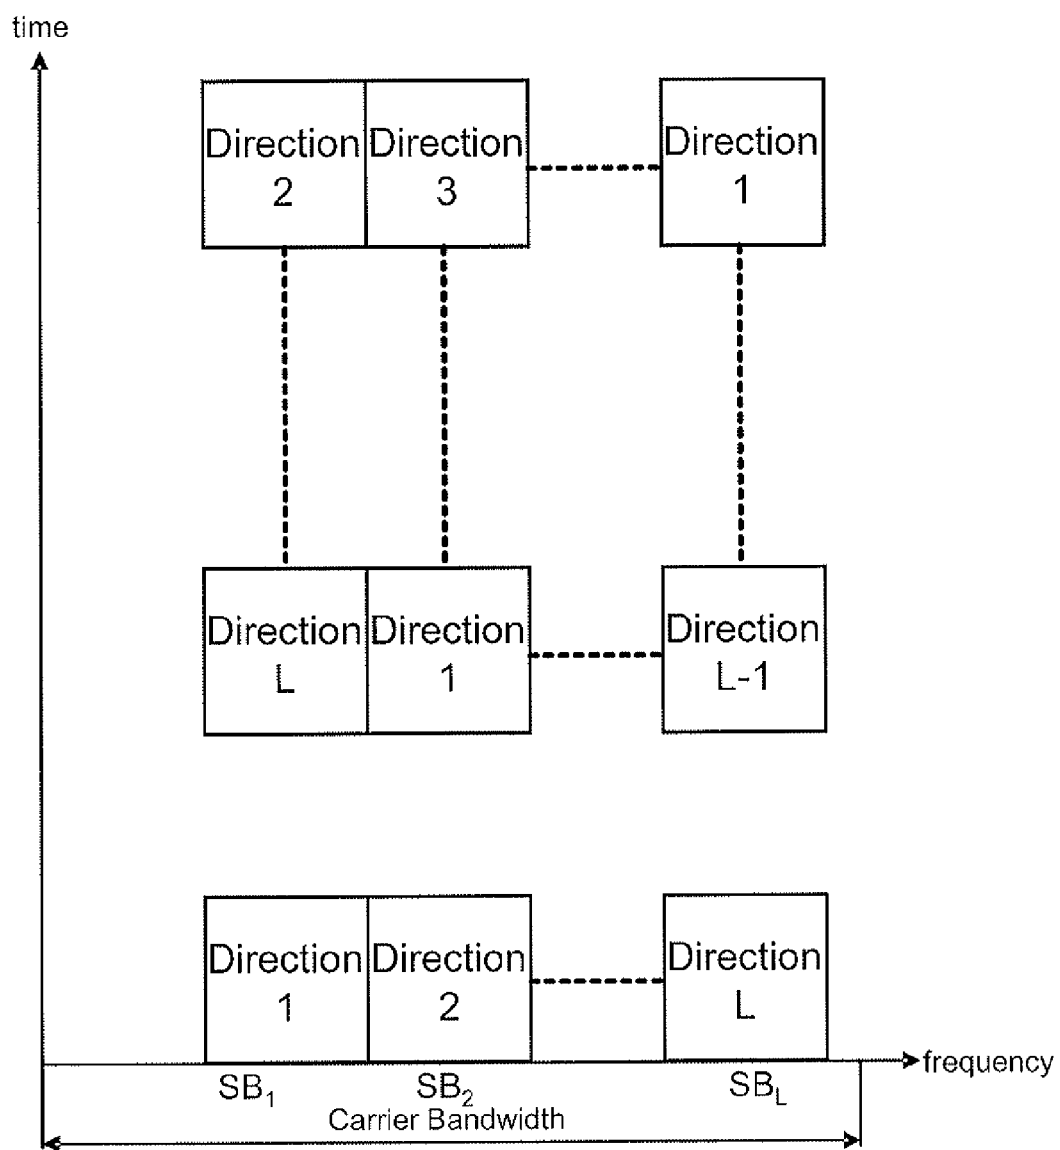 time
Direction 2
Direction 3
Direction 1
Direction L
Direction 1
Direction L-1
Direction 1
Direction 2
Direction L
frequency
SB1
SB2
SBL
Carrier Bandwidth